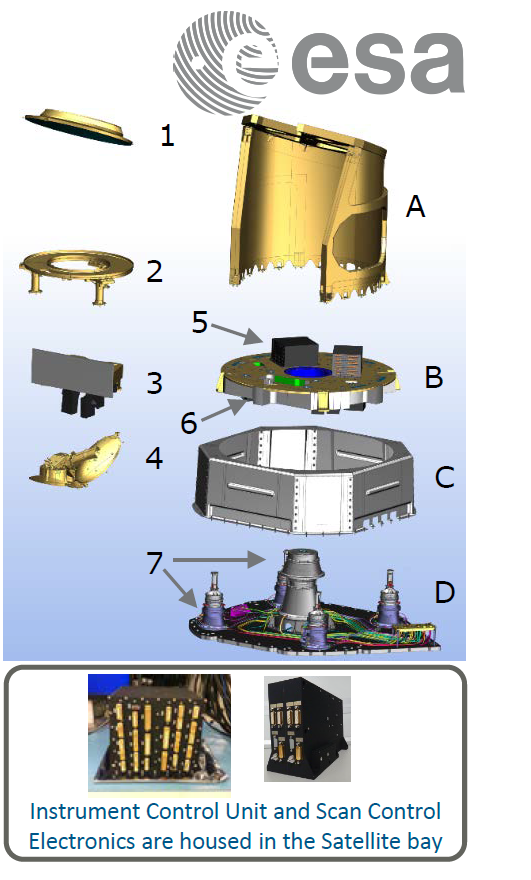 esa
1
A
2
5
B
3
6
4
C
7
D
Instrument Control Unit and Scan Control
Electronics are housed in the Satellite bay